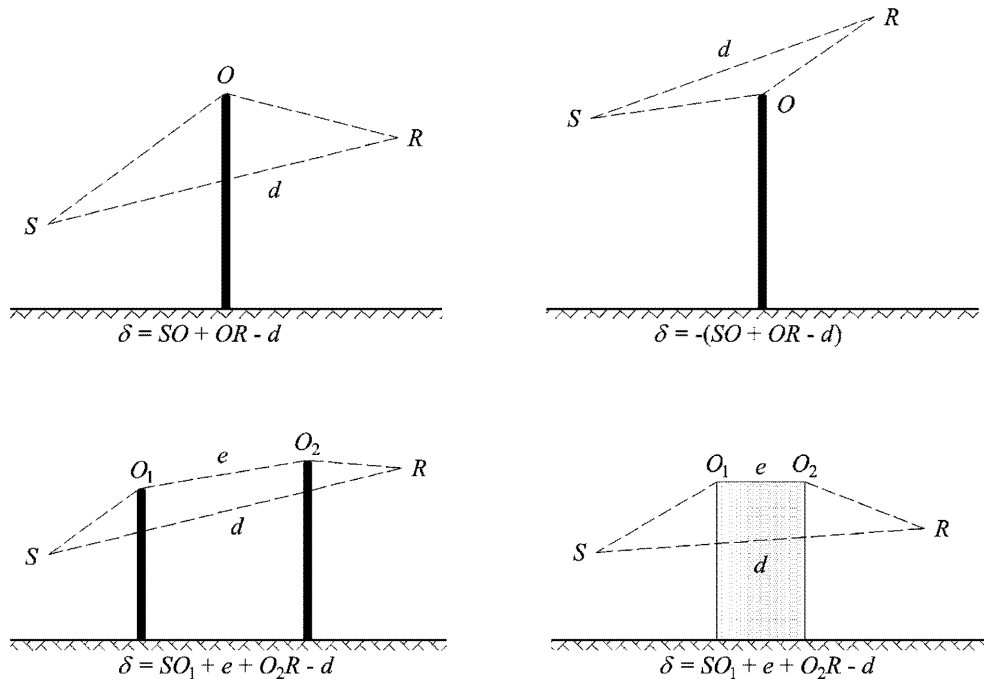 O
R
S
d
δ = SO + OR - d
R
d
S
O
δ = -(SO + OR - d)
O₁
e
O₂
R
S
d
δ = SO₁ + e + O₂R - d
O₁ e O₂
S
R
d
δ = SO₁ + e + O₂R - d